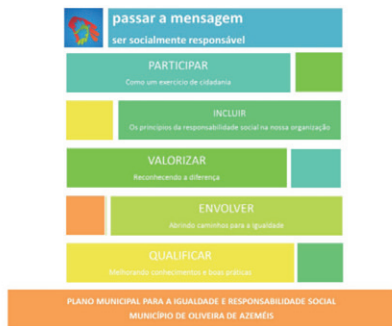 passar a mensagem
ser socialmente responsável
PARTICIPAR
Como um exercício de cidadania
INCLUIR
Os princípios da responsabilidade social na nossa organização
VALORIZAR
Reconhecendo a diferença
ENVOLVER
Abrindo caminhos para a igualdade
QUALIFICAR
Melhorando conhecimentos e boas práticas
PLANO MUNICIPAL PARA A IGUALDADE E RESPONSABILIDADE SOCIAL
MUNICÍPIO DE OLIVEIRA DE AZEMÉIS